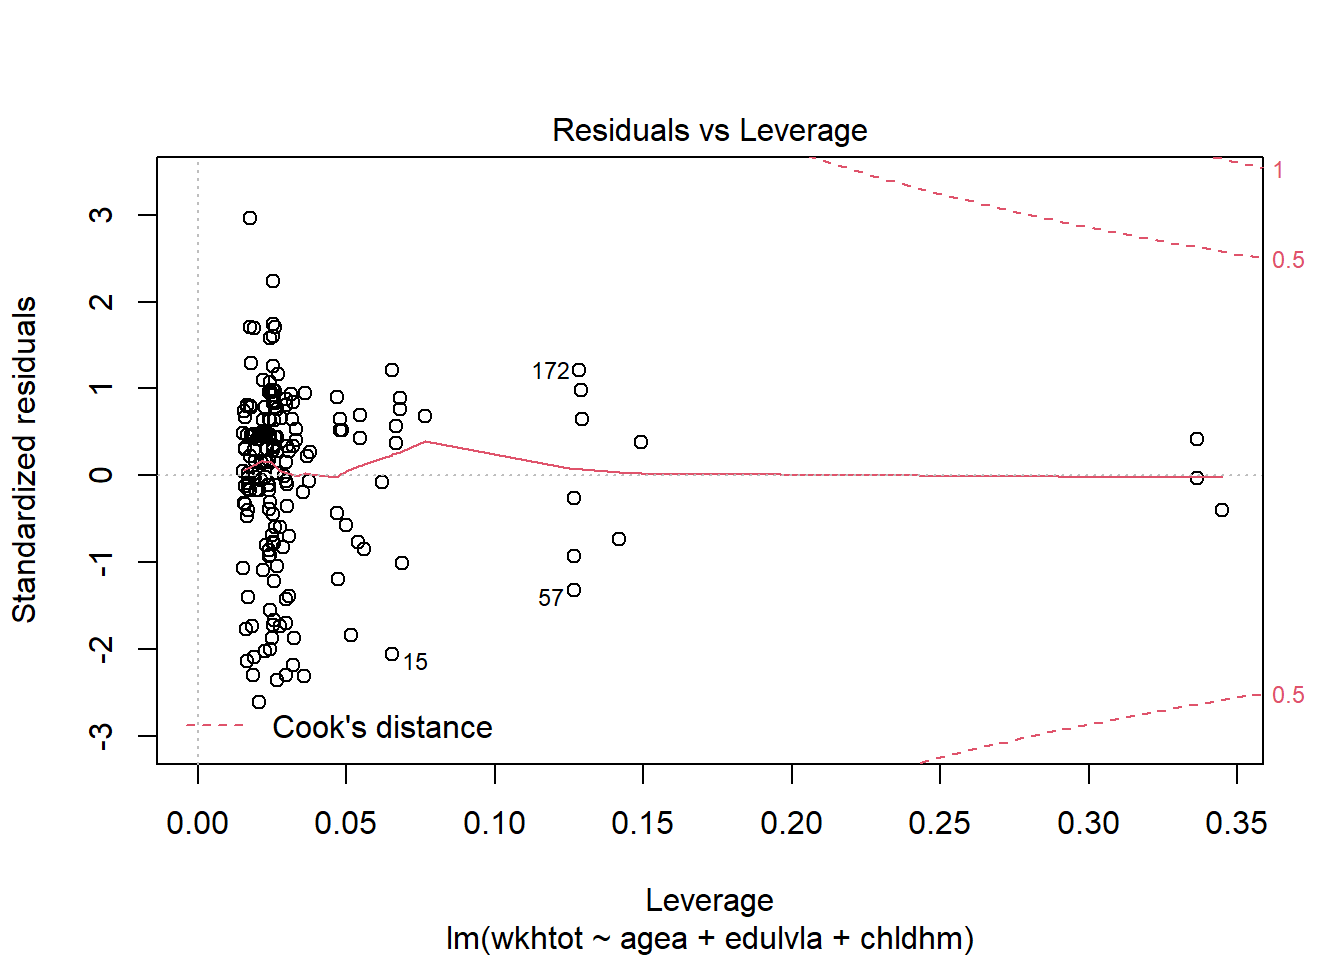 Residuals vs Leverage
Standardized residuals
3
2
1
0
-1
-2
-3
1
0.5
0.5
172
57
15
Cook's distance
0.00 0.05 0.10 0.15 0.20 0.25 0.30 0.35
Leverage
lm(wkhtot ~ agea + edulvla + chldhm)